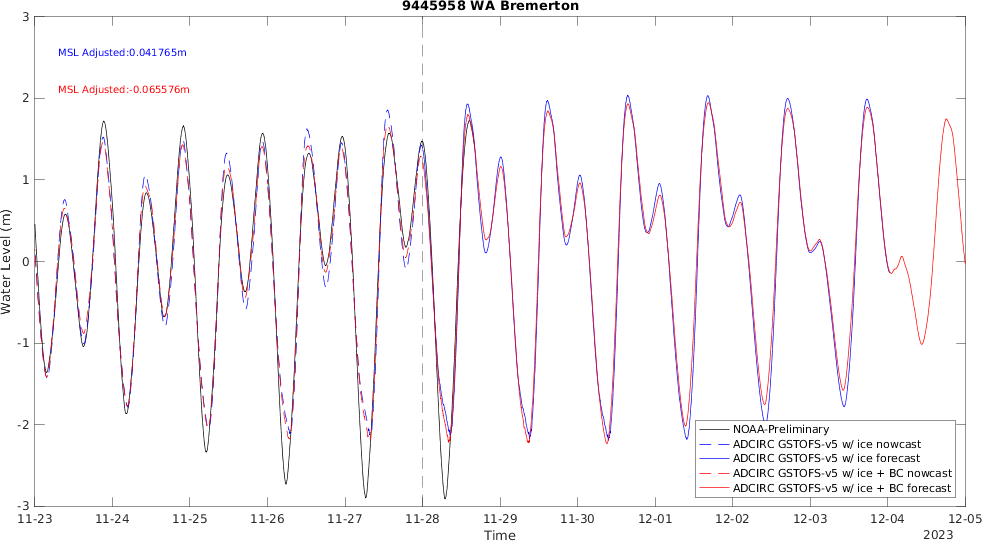 9445958 WA Bremerton
3
MSL Adjusted:0.041765m
MSL Adjusted:-0.065576m
2
1
0
-1
-2
-3
Water Level (m)
NOAA-Preliminary
ADCIRC GSTOFS-v5 w/ ice nowcast
ADCIRC GSTOFS-v5 w/ ice forecast
ADCIRC GSTOFS-v5 w/ ice + BC nowcast
ADCIRC GSTOFS-v5 w/ ice + BC forecast
11-23 11-24 11-25 11-26 11-27 11-28 11-29 11-30 12-01 12-02 12-03 12-04 12-05
Time
2023